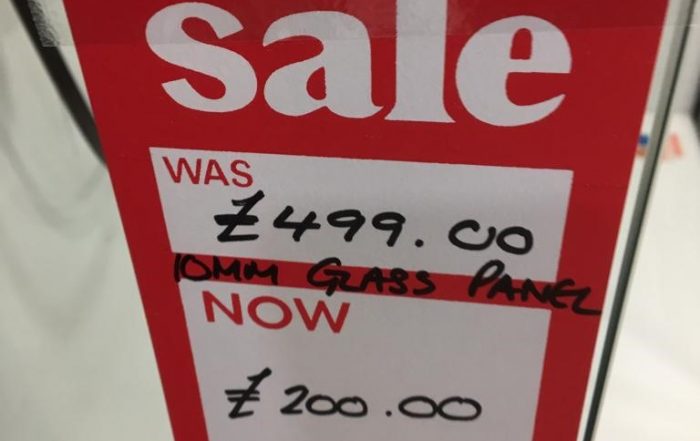 sale
WAS
£499.00
10MM GLASS PANEL
NOW
£200.00